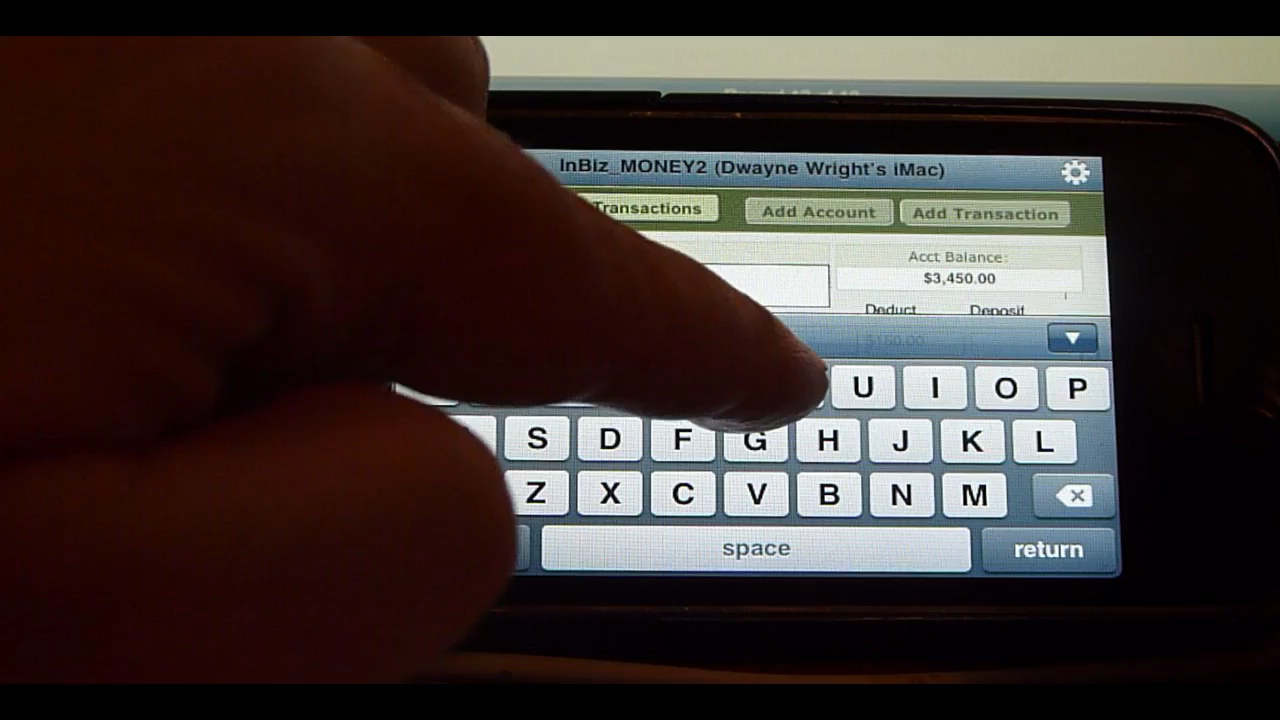 InBiz_MONEY2 (Dwayne Wright's iMac)
Transactions Add Account Add Transaction
Acct Balance:
$3,450.00
Deduct Deposit
U I O P
S D F G H J K L
Z X C V B N M
space return